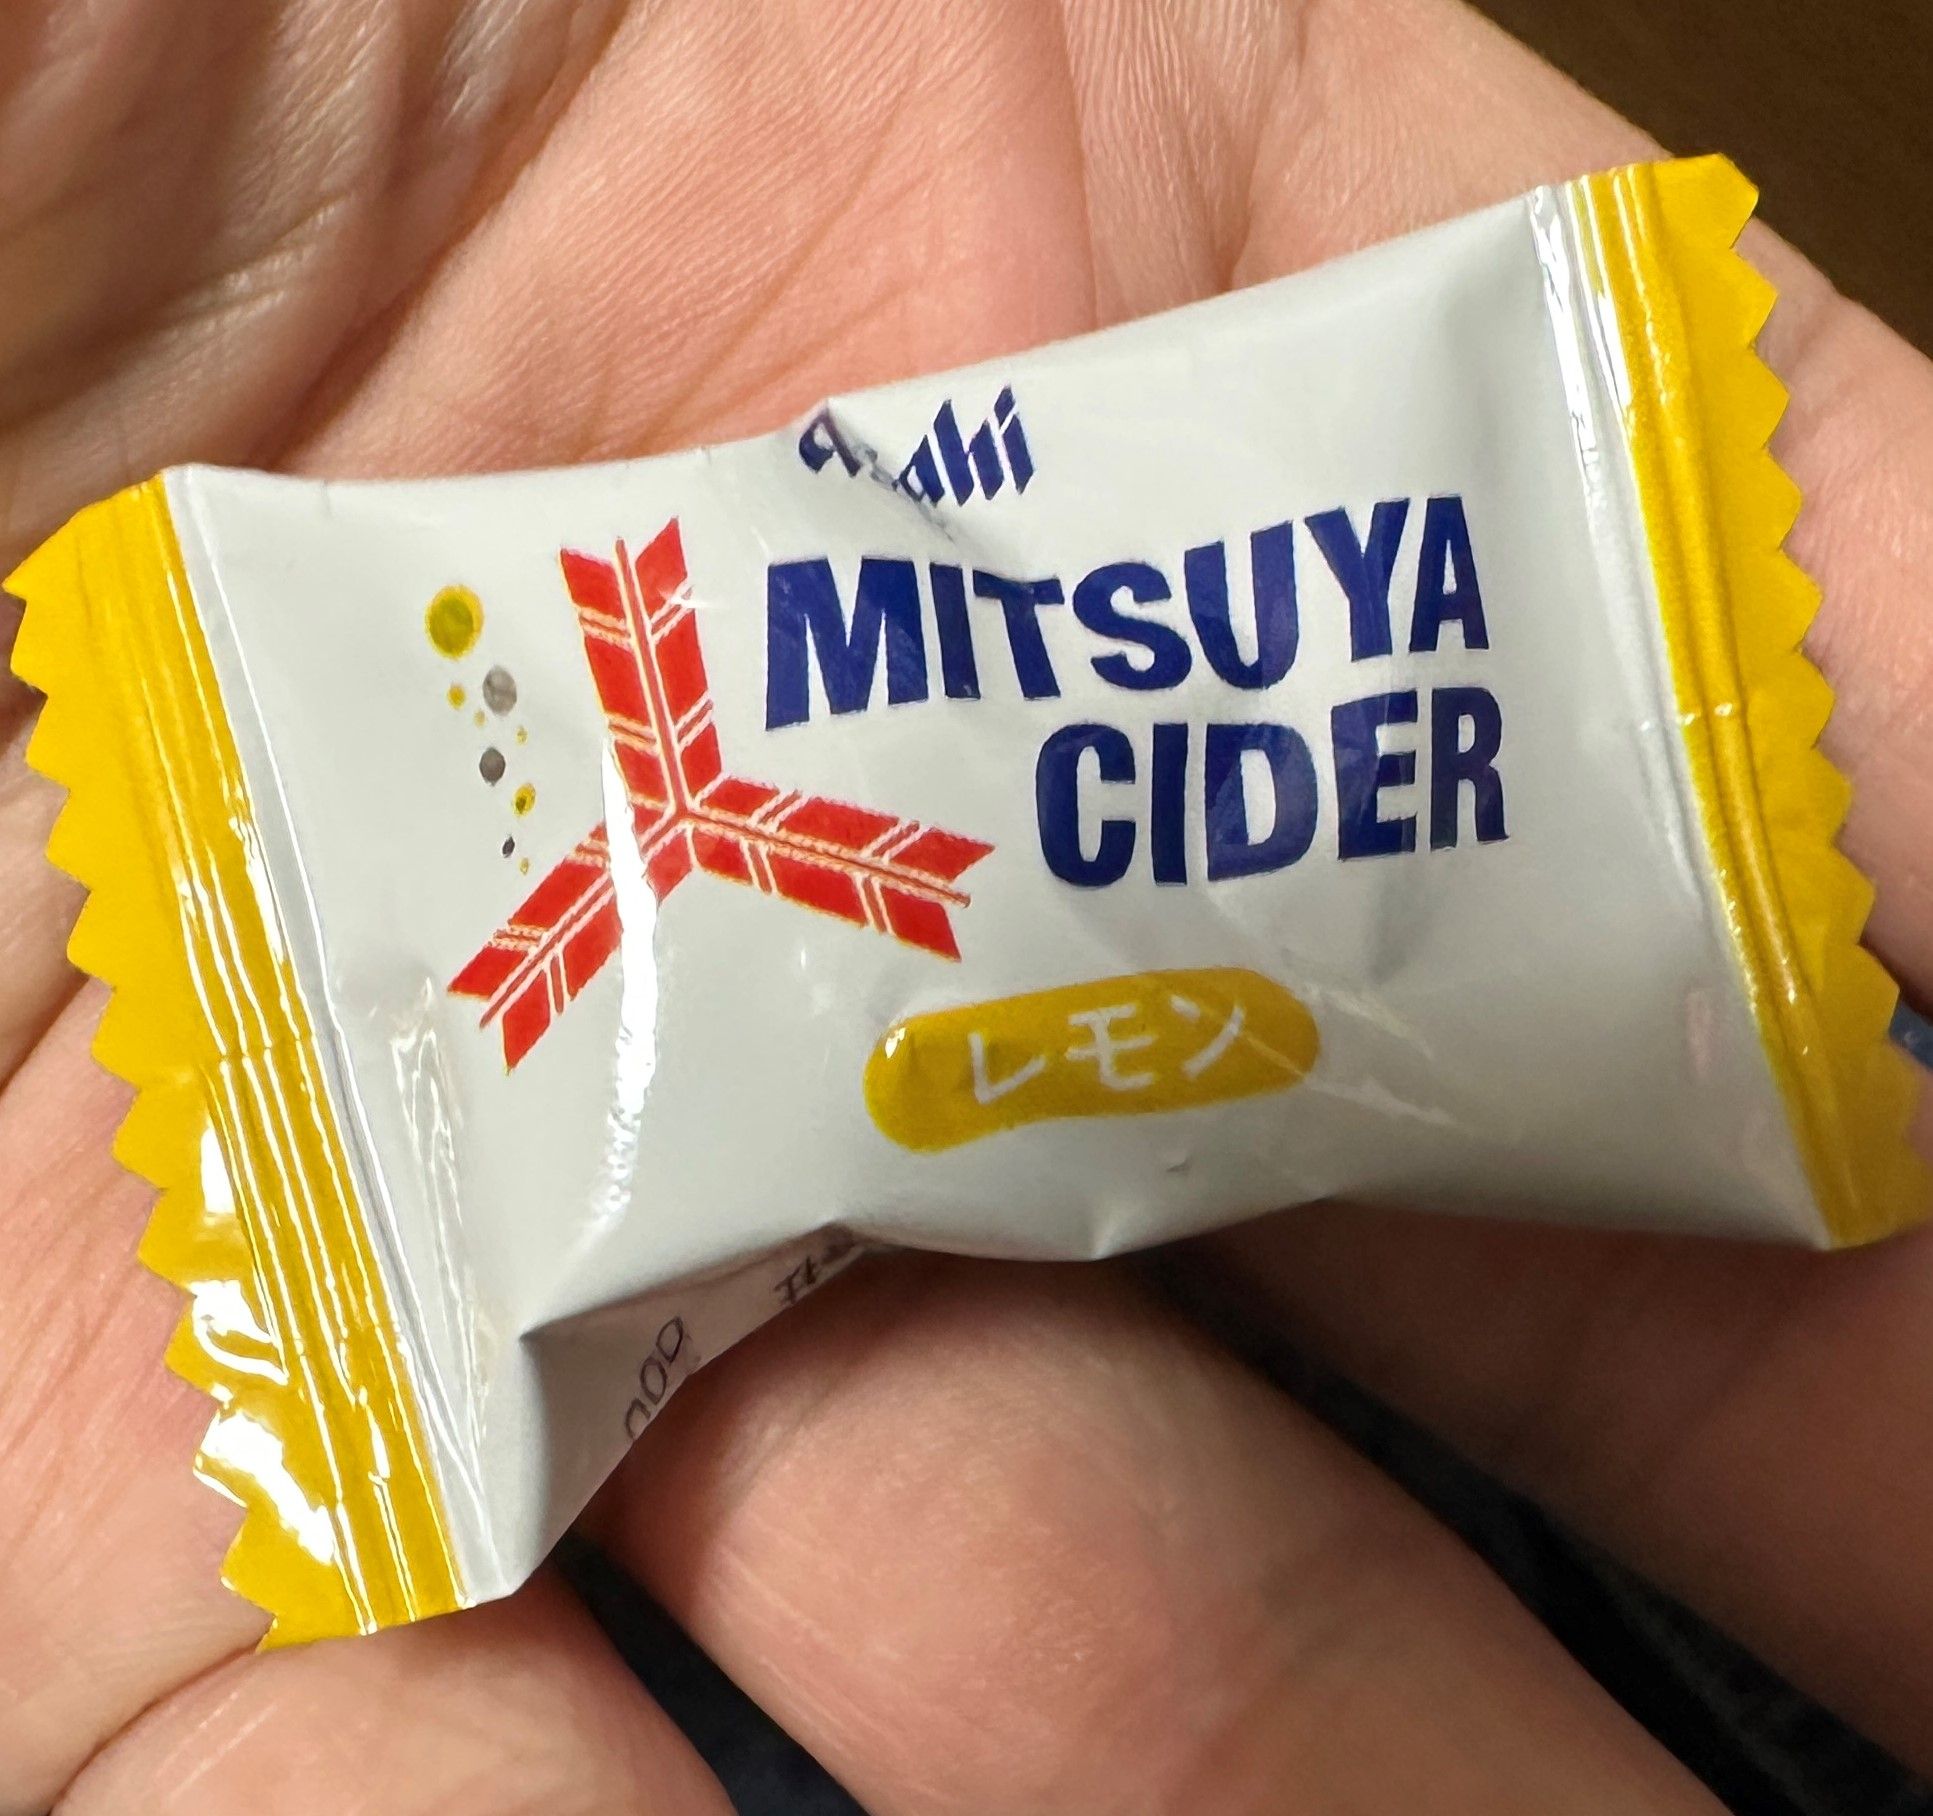 Asahi
MITSUYA
CIDER
レモン